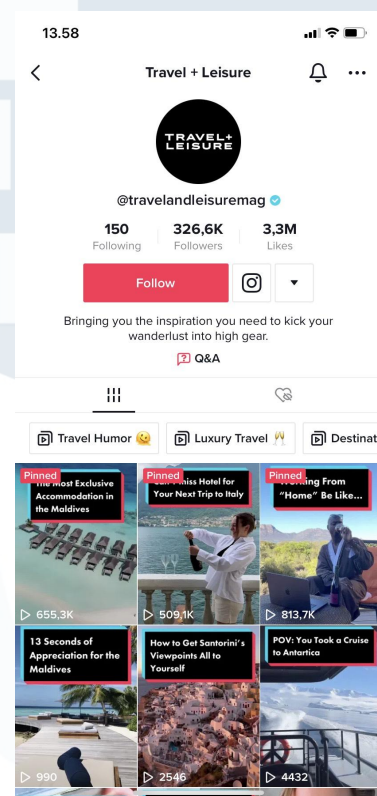 13.58
Travel + Leisure
TRAVEL+
LEISURE
@travelandleisuremag
150
326,6K
3,3M
Following
Followers
Likes
Follow
Bringing you the inspiration you need to kick your
wanderlust into high gear.
Q&A
Travel Humor
Luxury Travel
Destinat
Pinned
Most Exclusive
Accommodation in
the Maldives
655,3K
Pinned
miss Hotel for
Your Next Trip to Italy
509,1K
Pinned
ing From
“Home” Be Like...
813,7K
13 Seconds of
Appreciation for the
Maldives
990
How to Get Santorini's
Viewpoints All to
Yourself
2546
POV: You Took a Cruise
to Antartica
4432